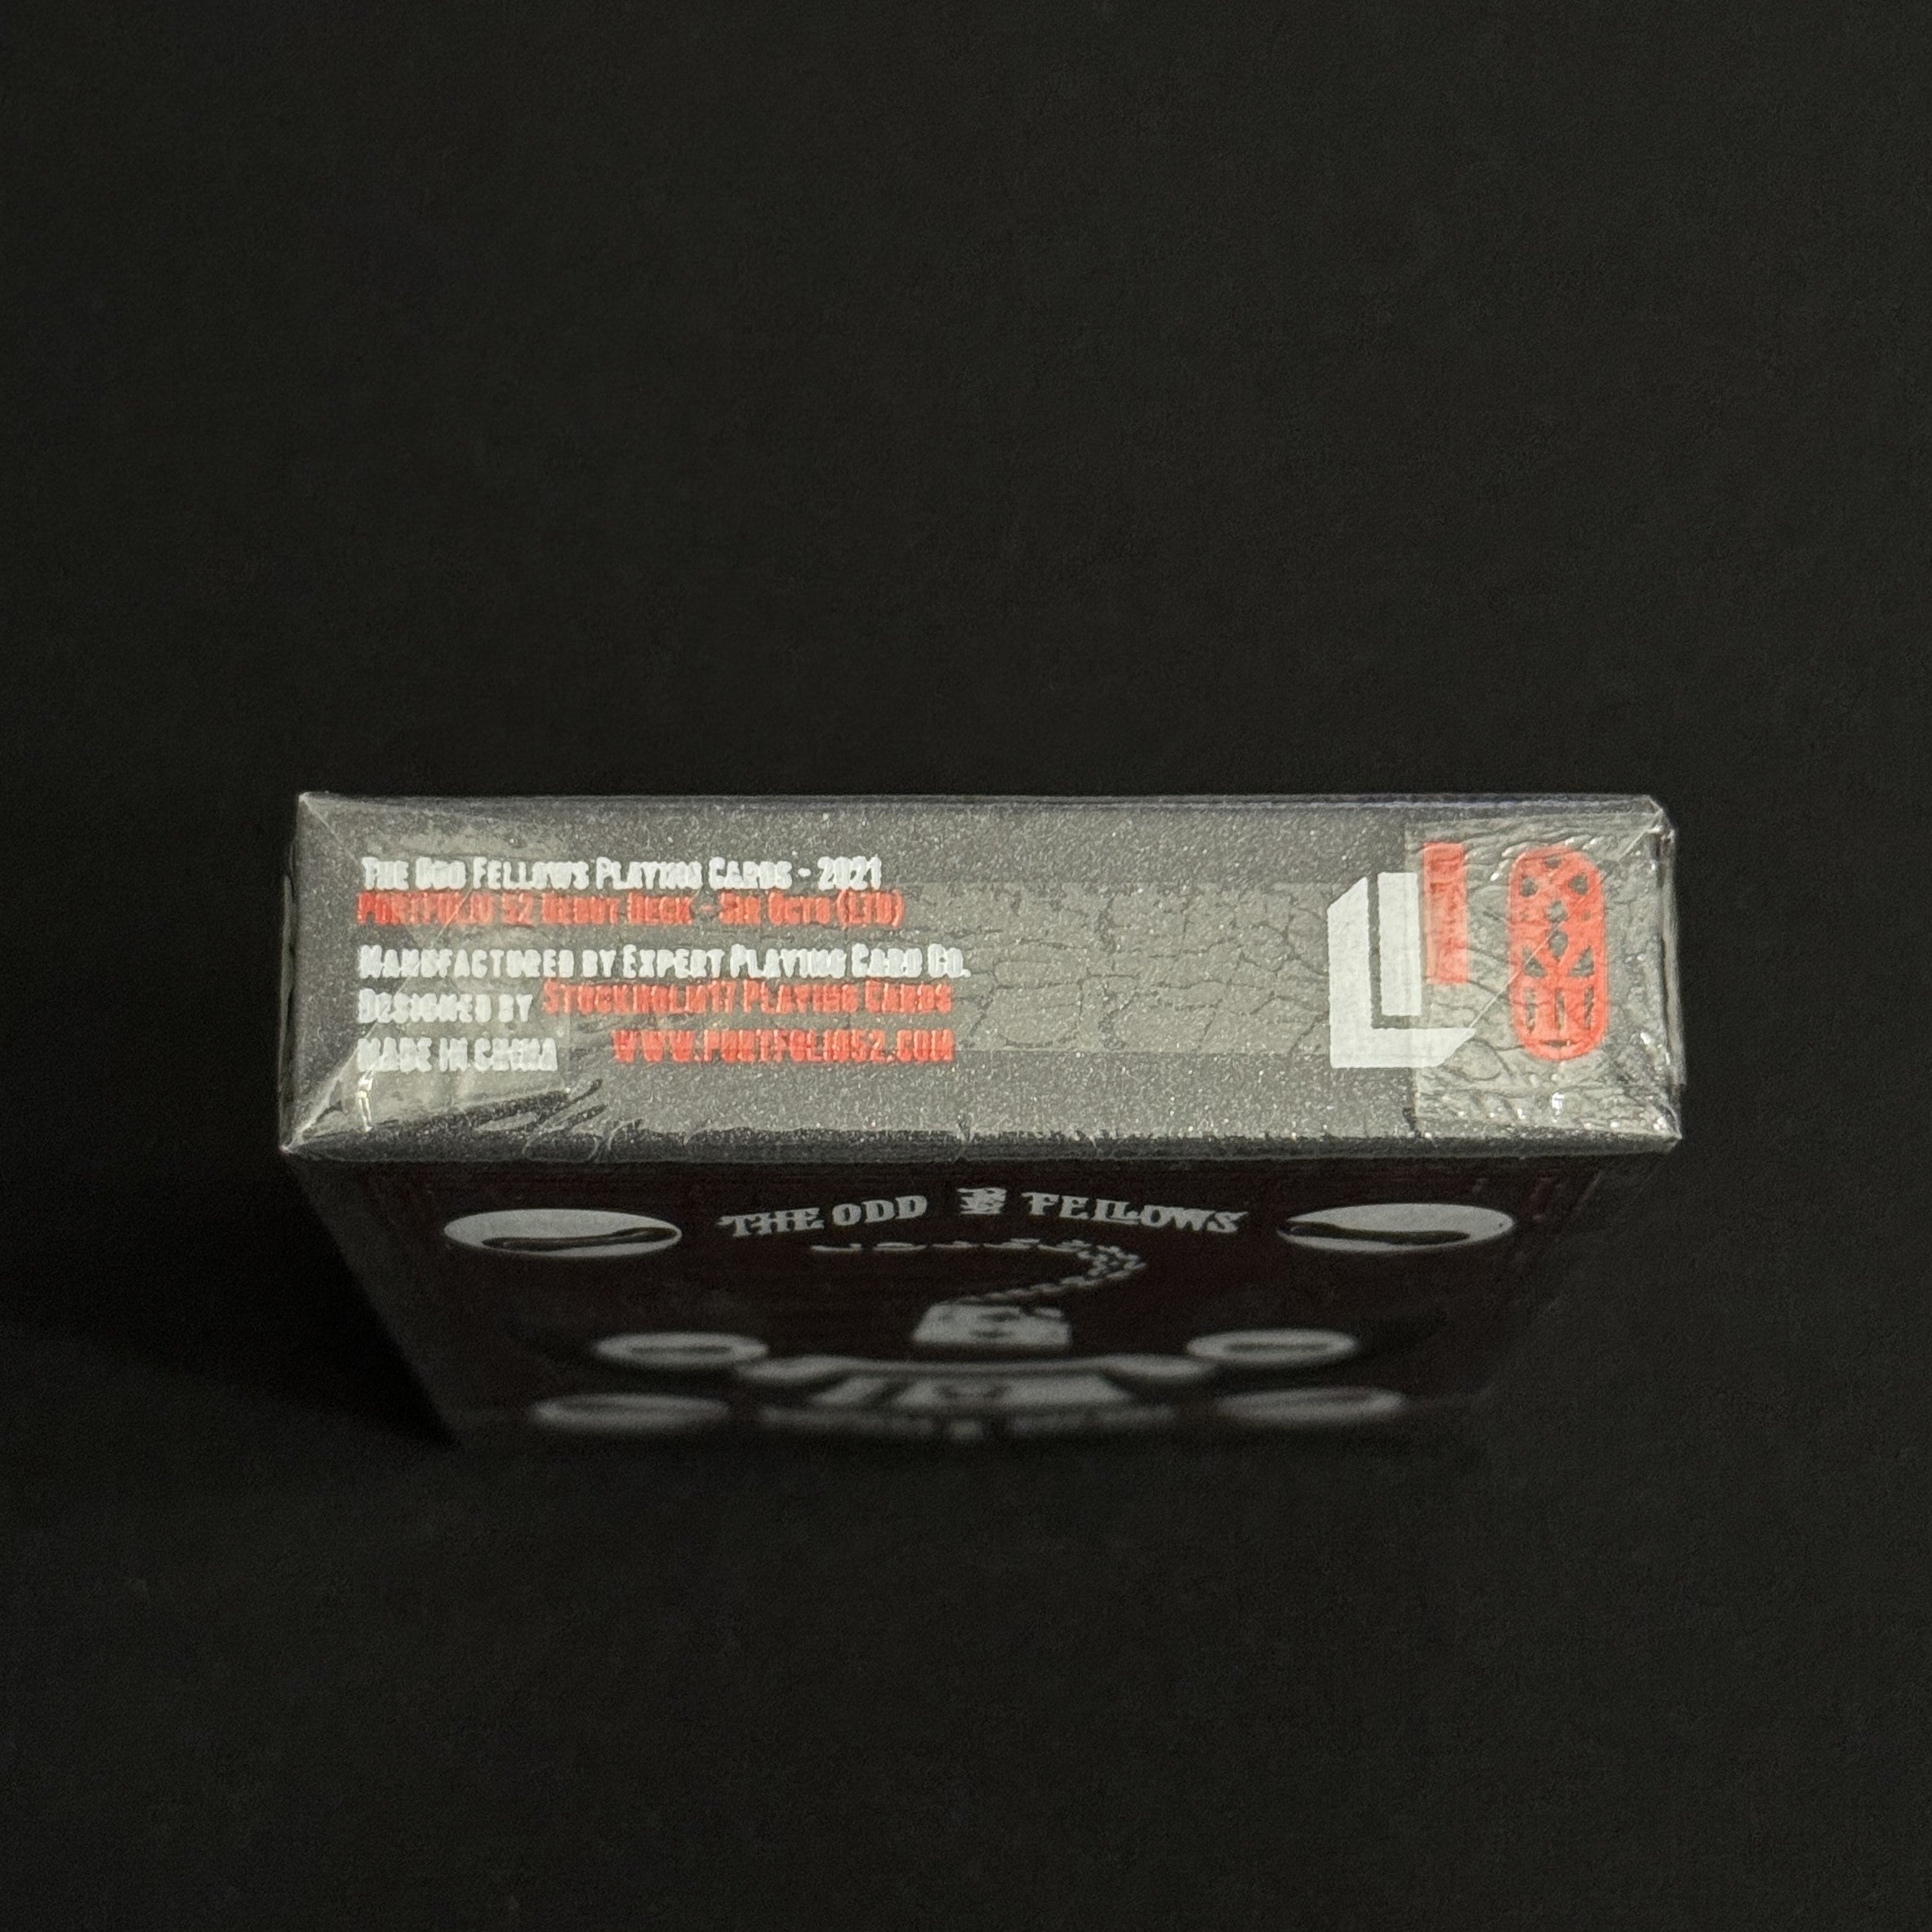 The Odd Fellows Playing Cards - 2021
Portfolio 52 Debut Deck - Sir Octo (LTD)
Manufactured by Expert Playing Card Co.
Designed by Stockholm17 Playing Cards
Made in China www.portfolio52.com
THE ODD FELLOWS